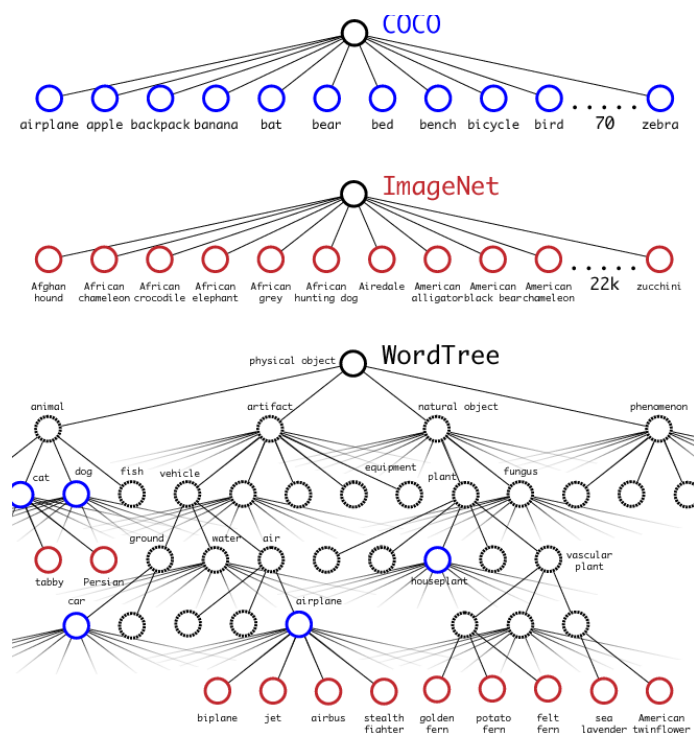 COCO
airplane apple backpack banana bat bear bed bench bicycle bird ..... 70 zebra
ImageNet
Afghan hound
African chameleon
African crocodile
African elephant
African grey
African hunting dog
Airedale
American alligator
American black bear
American chameleon
..... 22k
zucchini
WordTree
physical object
animal artifact natural object phenomenon
cat dog fish vehicle equipment plant fungus
ground water air
vascular plant
tabby Persian houseplant
car airplane
biplane jet airbus
stealth fighter
golden fern
potato fern
felt fern
sea lavender
American twinflower